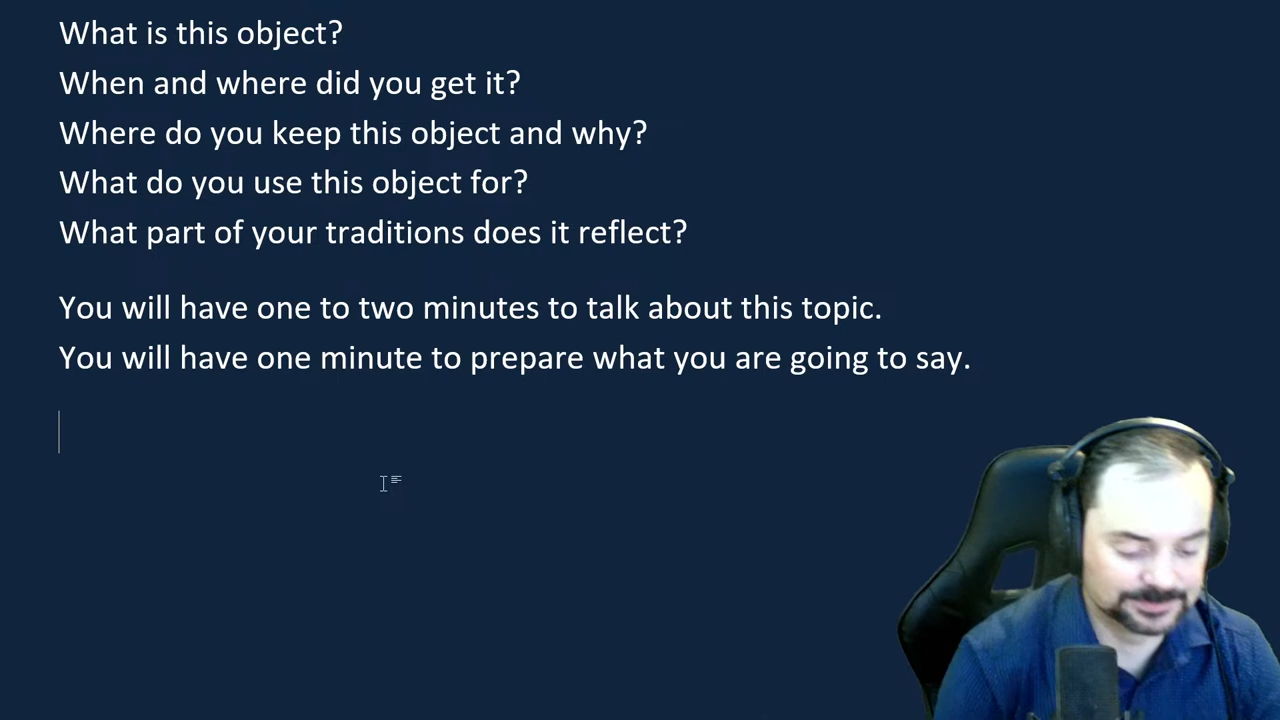 What is this object?
When and where did you get it?
Where do you keep this object and why?
What do you use this object for?
What part of your traditions does it reflect?
You will have one to two minutes to talk about this topic.
You will have one minute to prepare what you are going to say.